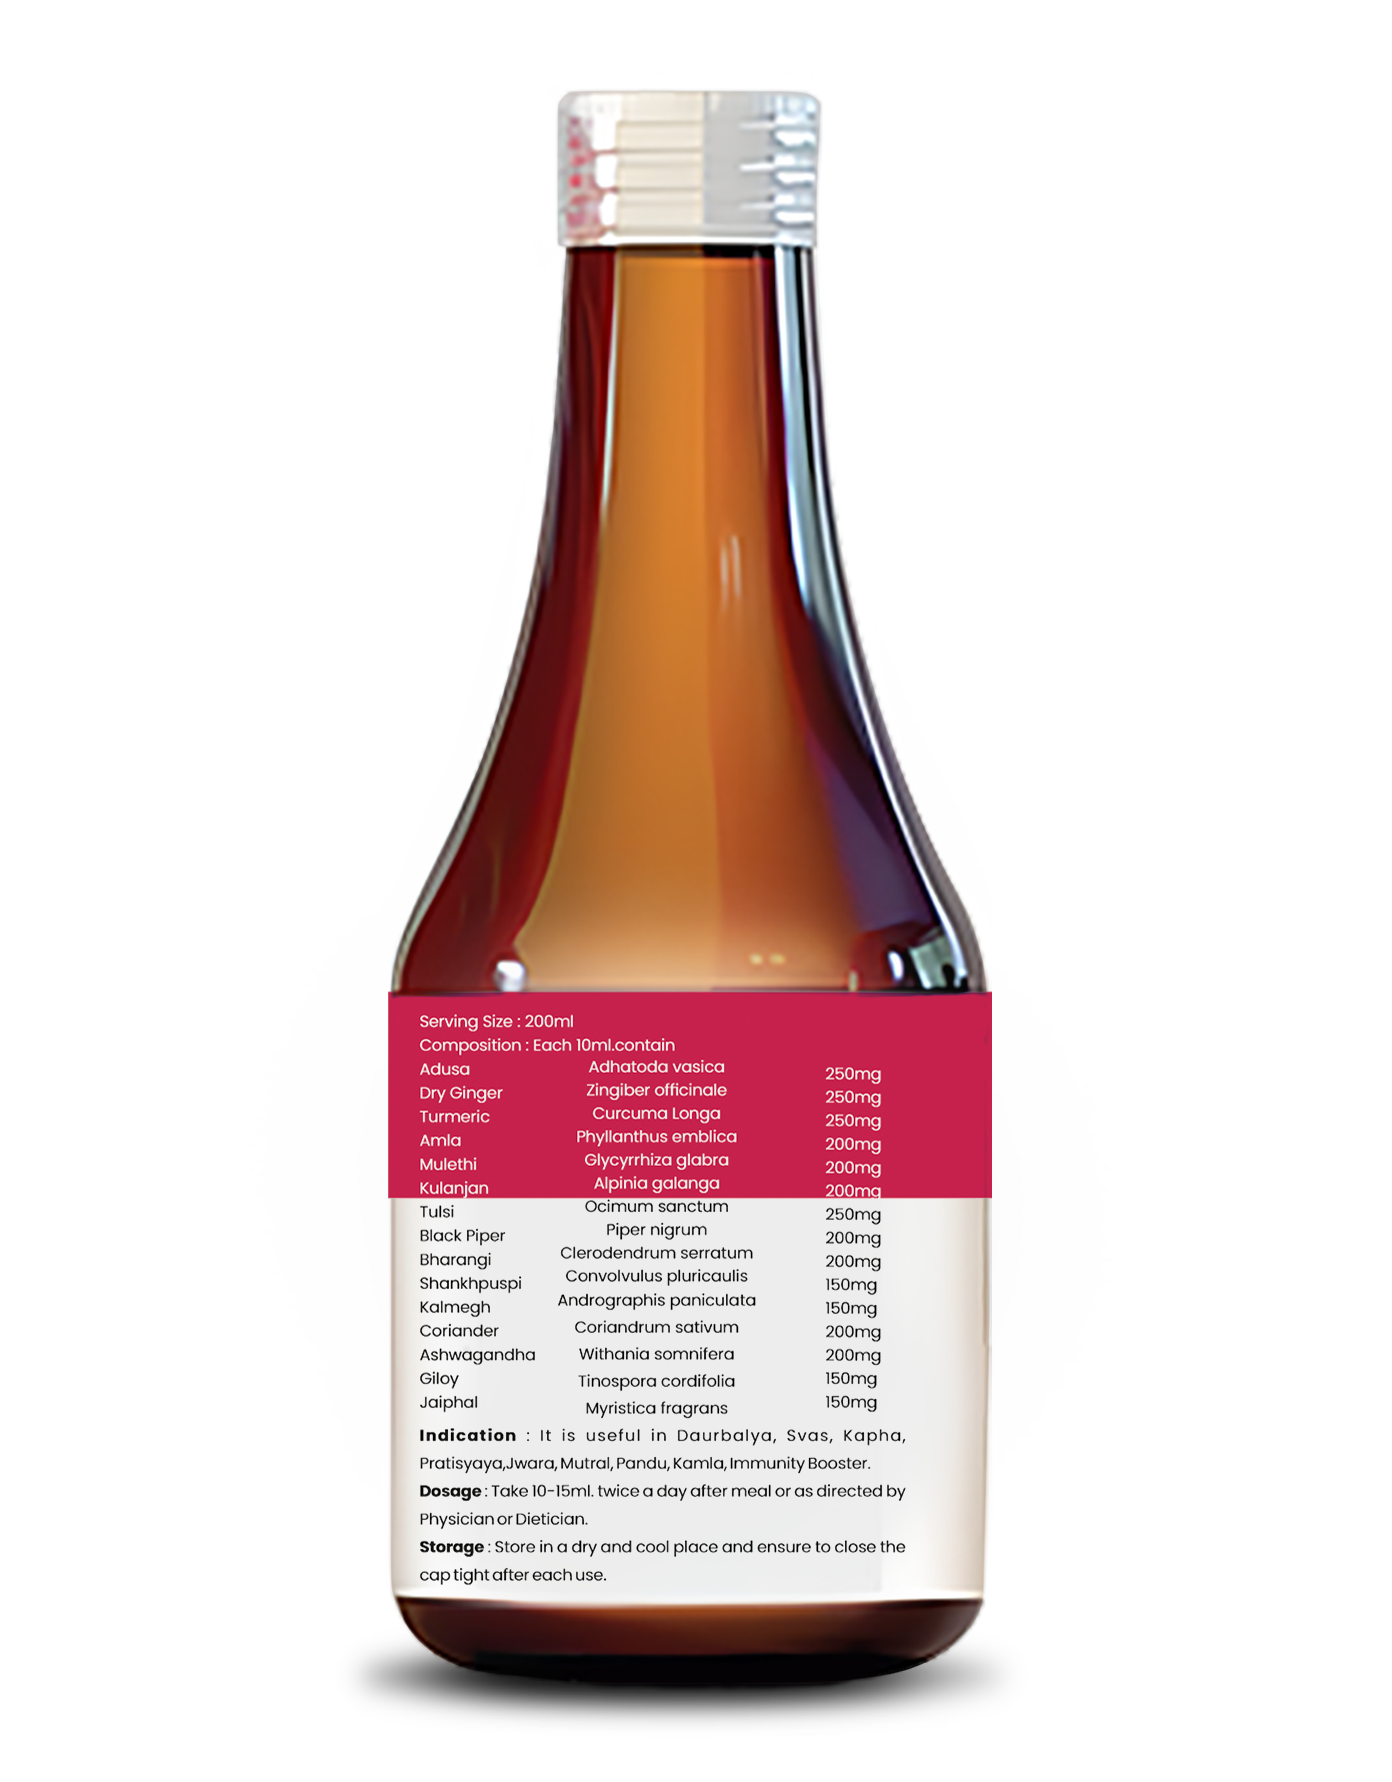 Serving Size : 200ml
Composition : Each 10ml.contain
Adusa Adhatoda vasica 250mg
Dry Ginger Zingiber officinale 250mg
Turmeric Curcuma Longa 250mg
Amla Phyllanthus emblica 200mg
Mulethi Glycyrrhiza glabra 200mg
Kulanjan Alpinia galanga 200mg
Tulsi Ocimum sanctum 250mg
Black Piper Piper nigrum 200mg
Bharangi Clerodendrum serratum 200mg
Shankhpuspi Convolvulus pluricaulis 150mg
Kalmegh Andrographis paniculata 150mg
Coriander Coriandrum sativum 200mg
Ashwagandha Withania somnifera 200mg
Giloy Tinospora cordifolia 150mg
Jaiphal Myristica fragrans 150mg
Indication : It is useful in Daurbalya, Svas, Kapha,
Pratisyaya,Jwara, Mutral, Pandu, Kamla, Immunity Booster.
Dosage : Take 10-15ml. twice a day after meal or as directed by
Physician or Dietician.
Storage : Store in a dry and cool place and ensure to close the
cap tight after each use.